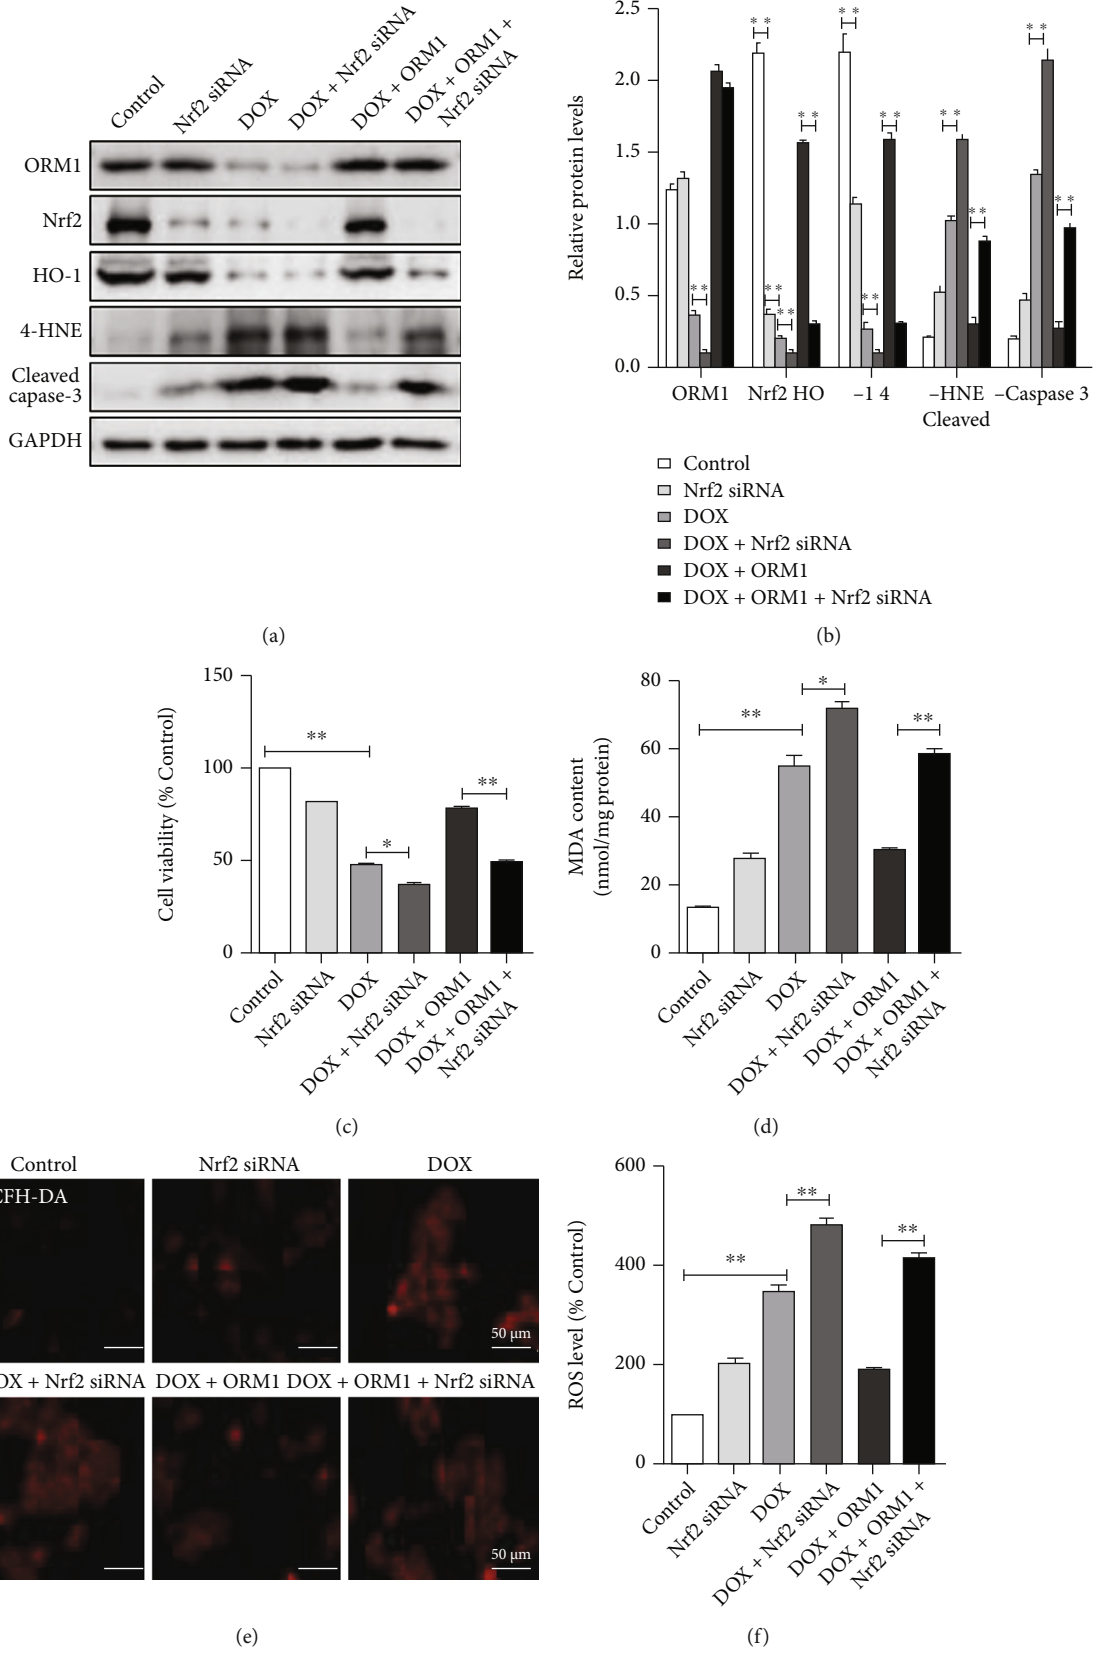 Control
Nrf2 siRNA
DOX
DOX + Nrf2 siRNA
DOX + ORM1
DOX + ORM1 +
Nrf2 siRNA
ORM1
Nrf2
HO-1
4-HNE
Cleaved
capase-3
GAPDH
(a)
Relative protein levels
2.5
2.0
1.5
1.0
0.5
0.0
** ** ** ** ** ** ** ** ** ** ** **
ORM1 Nrf2 HO –1 4 –HNE –Caspase 3
Cleaved
Control
Nrf2 siRNA
DOX
DOX + Nrf2 siRNA
DOX + ORM1
DOX + ORM1 + Nrf2 siRNA
(b)
Cell viability (% Control)
150
100
50
0
** * **
Control
Nrf2 siRNA
DOX
DOX + Nrf2 siRNA
DOX + ORM1
DOX + ORM1 +
Nrf2 siRNA
(c)
MDA content
(nmol/mg protein)
80
60
40
20
0
** * **
Control
Nrf2 siRNA
DOX
DOX + Nrf2 siRNA
DOX + ORM1
DOX + ORM1 +
Nrf2 siRNA
(d)
Control Nrf2 siRNA DOX
CFH-DA
50 µm
OX + Nrf2 siRNA DOX + ORM1 DOX + ORM1 + Nrf2 siRNA
50 µm
(e)
ROS level (% Control)
600
400
200
0
** ** **
Control
Nrf2 siRNA
DOX
DOX + Nrf2 siRNA
DOX + ORM1
DOX + ORM1 +
Nrf2 siRNA
(f)